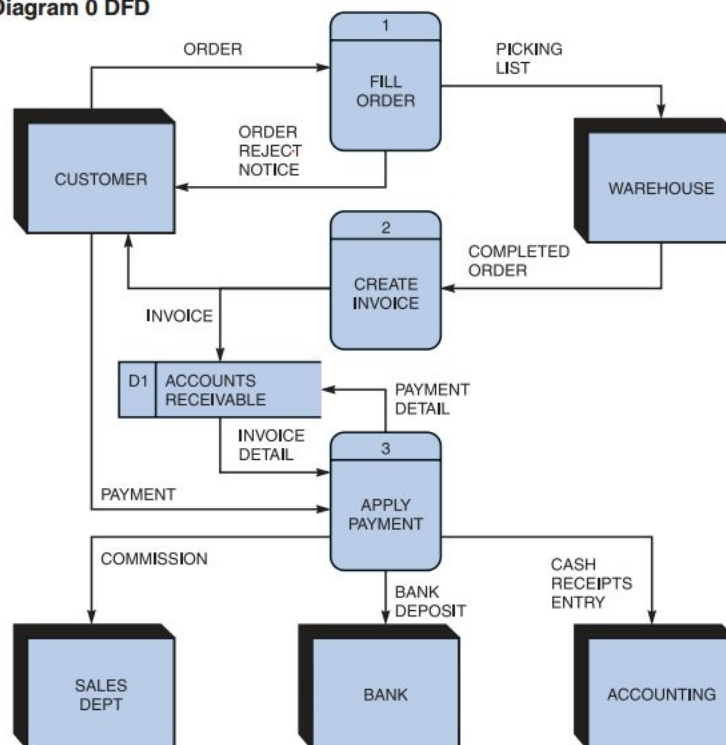 Diagram 0 DFD
1
ORDER
PICKING
LIST
FILL
ORDER
ORDER
REJECT
NOTICE
CUSTOMER
WAREHOUSE
2
COMPLETED
ORDER
CREATE
INVOICE
INVOICE
D1
ACCOUNTS
RECEIVABLE
PAYMENT
DETAIL
INVOICE
DETAIL
3
PAYMENT
APPLY
PAYMENT
COMMISSION
CASH
RECEIPTS
ENTRY
BANK
DEPOSIT
SALES
DEPT
BANK
ACCOUNTING